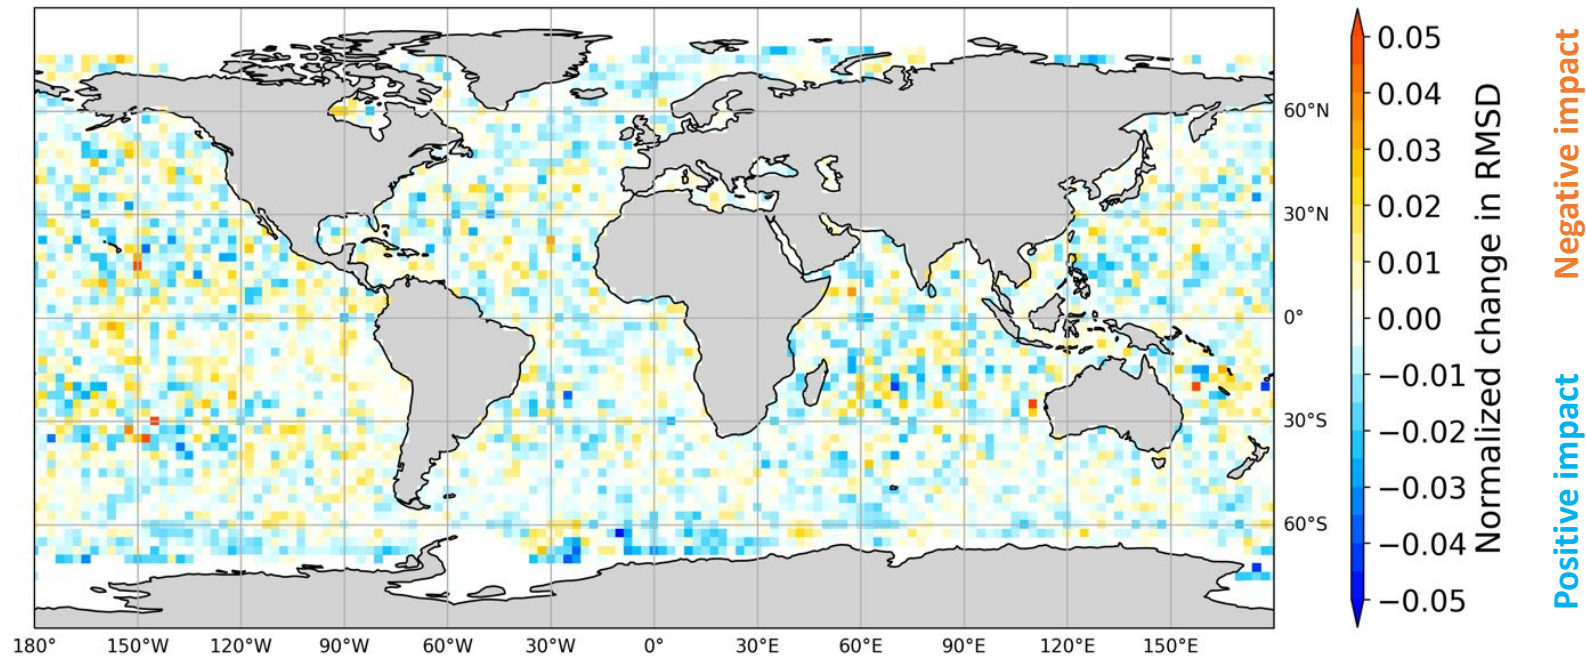 60°N
30°N
0°
30°S
60°S
180°
150°W
120°W
90°W
60°W
30°W
0°
30°E
60°E
90°E
120°E
150°E
0.05
0.04
0.03
0.02
0.01
0.00
−0.01
−0.02
−0.03
−0.04
−0.05
Normalized change in RMSD
Negative impact
Positive impact